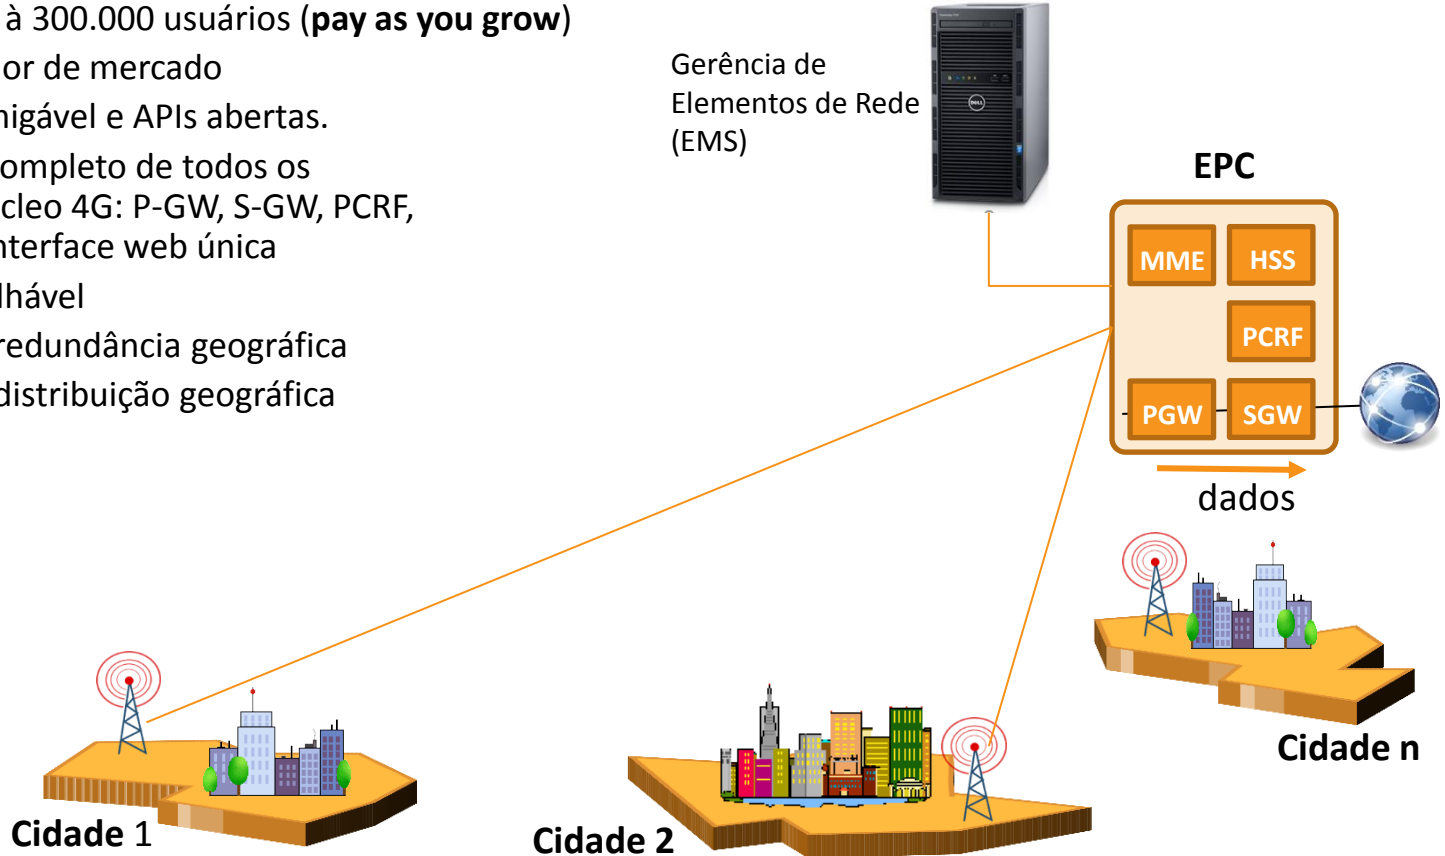 à 300.000 usuários (pay as you grow)
or de mercado
nigável e APIs abertas.
ompleto de todos os
cleo 4G: P-GW, S-GW, PCRF,
nterface web única
lhável
redundância geográfica
distribuição geográfica
Gerência de
Elementos de Rede
(EMS)
DELL
EPC
MME HSS
PCRF
PGW SGW
dados
Cidade n
Cidade 1
Cidade 2